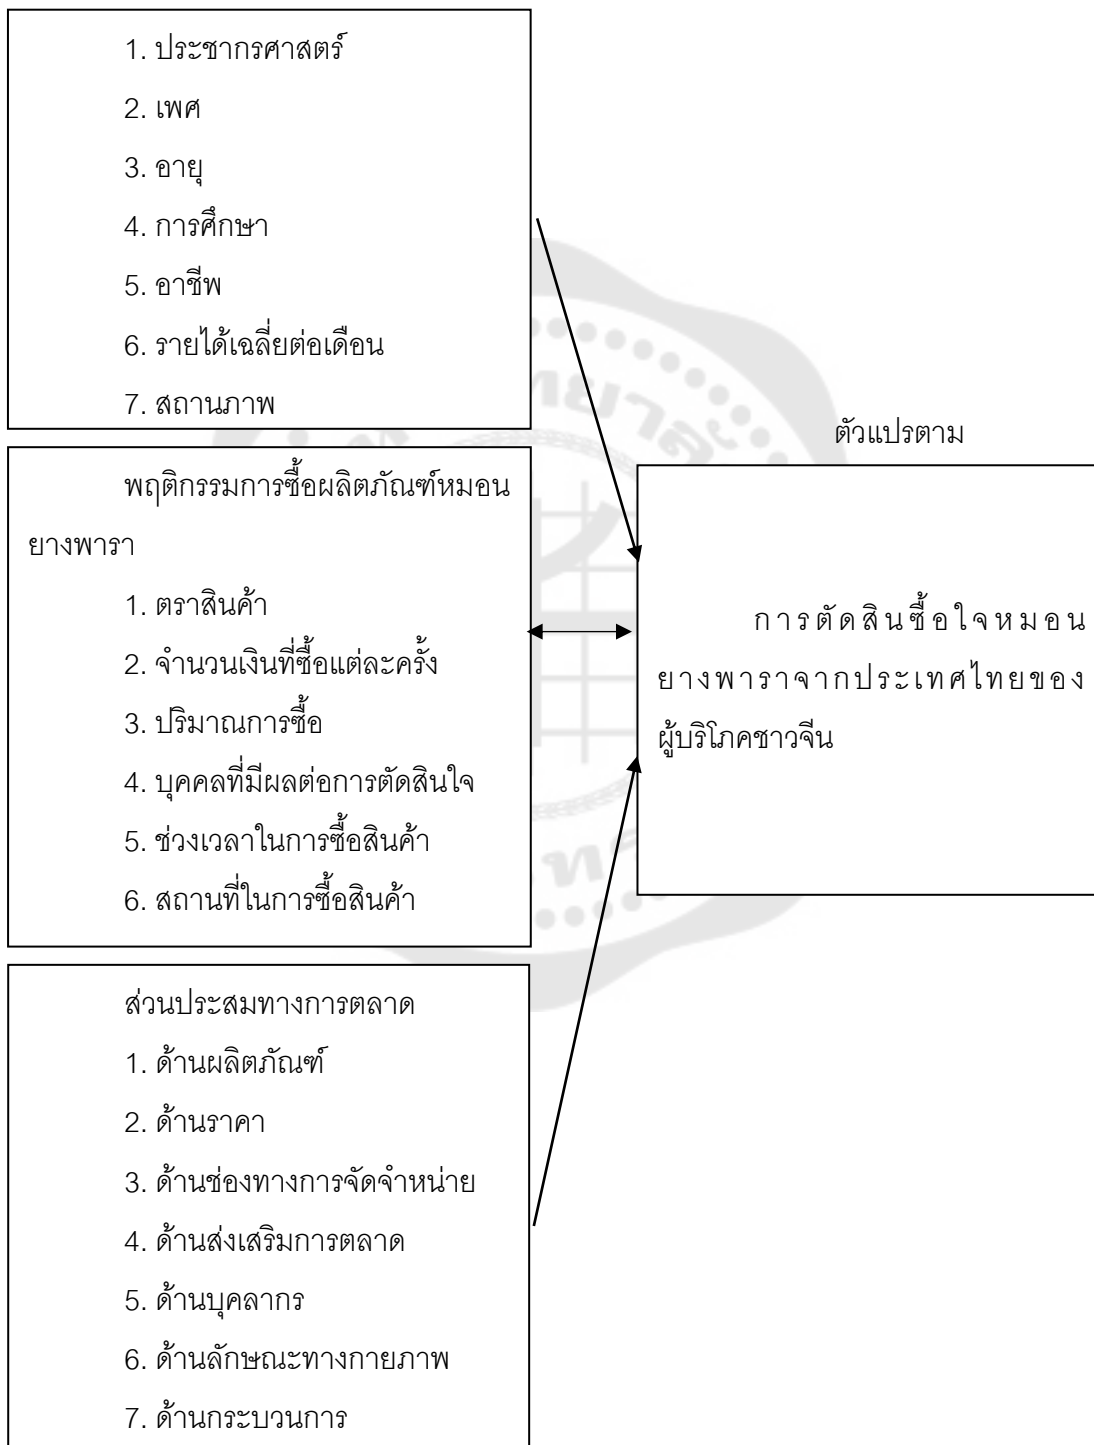 1. ประชากรศาสตร์
2. เพศ
3. อายุ
4. การศึกษา
5. อาชีพ
6. รายได้เฉลี่ยต่อเดือน
7. สถานภาพ
พฤติกรรมการซื้อผลิตภัณฑ์หมอน
ยางพารา
1. ตราสินค้า
2. จำนวนเงินที่ซื้อแต่ละครั้ง
3. ปริมาณการซื้อ
4. บุคคลที่มีผลต่อการตัดสินใจ
5. ช่วงเวลาในการซื้อสินค้า
6. สถานที่ในการซื้อสินค้า
ส่วนประสมทางการตลาด
1. ด้านผลิตภัณฑ์
2. ด้านราคา
3. ด้านช่องทางการจัดจำหน่าย
4. ด้านส่งเสริมการตลาด
5. ด้านบุคลากร
6. ด้านลักษณะทางกายภาพ
7. ด้านกระบวนการ
ตัวแปรตาม
การตัดสินซื้อใจหมอน
ยางพาราจากประเทศไทยของ
ผู้บริโภคชาวจีน